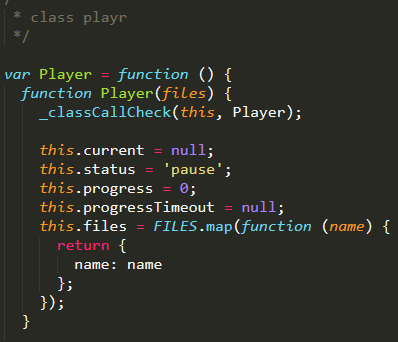 /
 * class playr
 */

var Player = function () {
  function Player(files) {
    _classCallCheck(this, Player);

    this.current = null;
    this.status = 'pause';
    this.progress = 0;
    this.progressTimeout = null;
    this.files = FILES.map(function (name) {
      return {
        name: name
      };
    });
  }